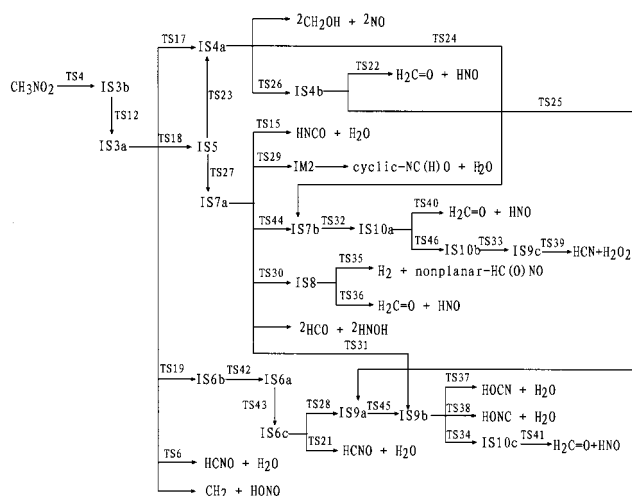 TS17 IS4a ²CH₂OH + ²NO TS24
TS4 TS26 TS22
CH₃NO₂ IS3b IS4b H₂C=O + HNO
TS23 TS25
TS12 TS15
TS18 HNCO + H₂O
IS3a IS5
TS27 TS29 IM2 cyclic-NC(H)O + H₂O
IS7a TS40 H₂C=O + HNO
TS44 IS7b TS32 IS10a
TS46 IS10b TS33 IS9c TS39 HCN+H₂O₂
TS35 H₂ + nonplanar-HC(O)NO
TS30 IS8
TS36 H₂C=O + HNO
²HCO + ²HNOH
TS31
TS19 IS6b TS42 IS6a TS37 HOCN + H₂O
TS43 TS28 IS9a TS45 IS9b TS38 HONC + H₂O
IS6c TS21 HCNO + H₂O TS34 IS10c TS41 H₂C=O+HNO
TS6 HCNO + H₂O
CH₂ + HONO